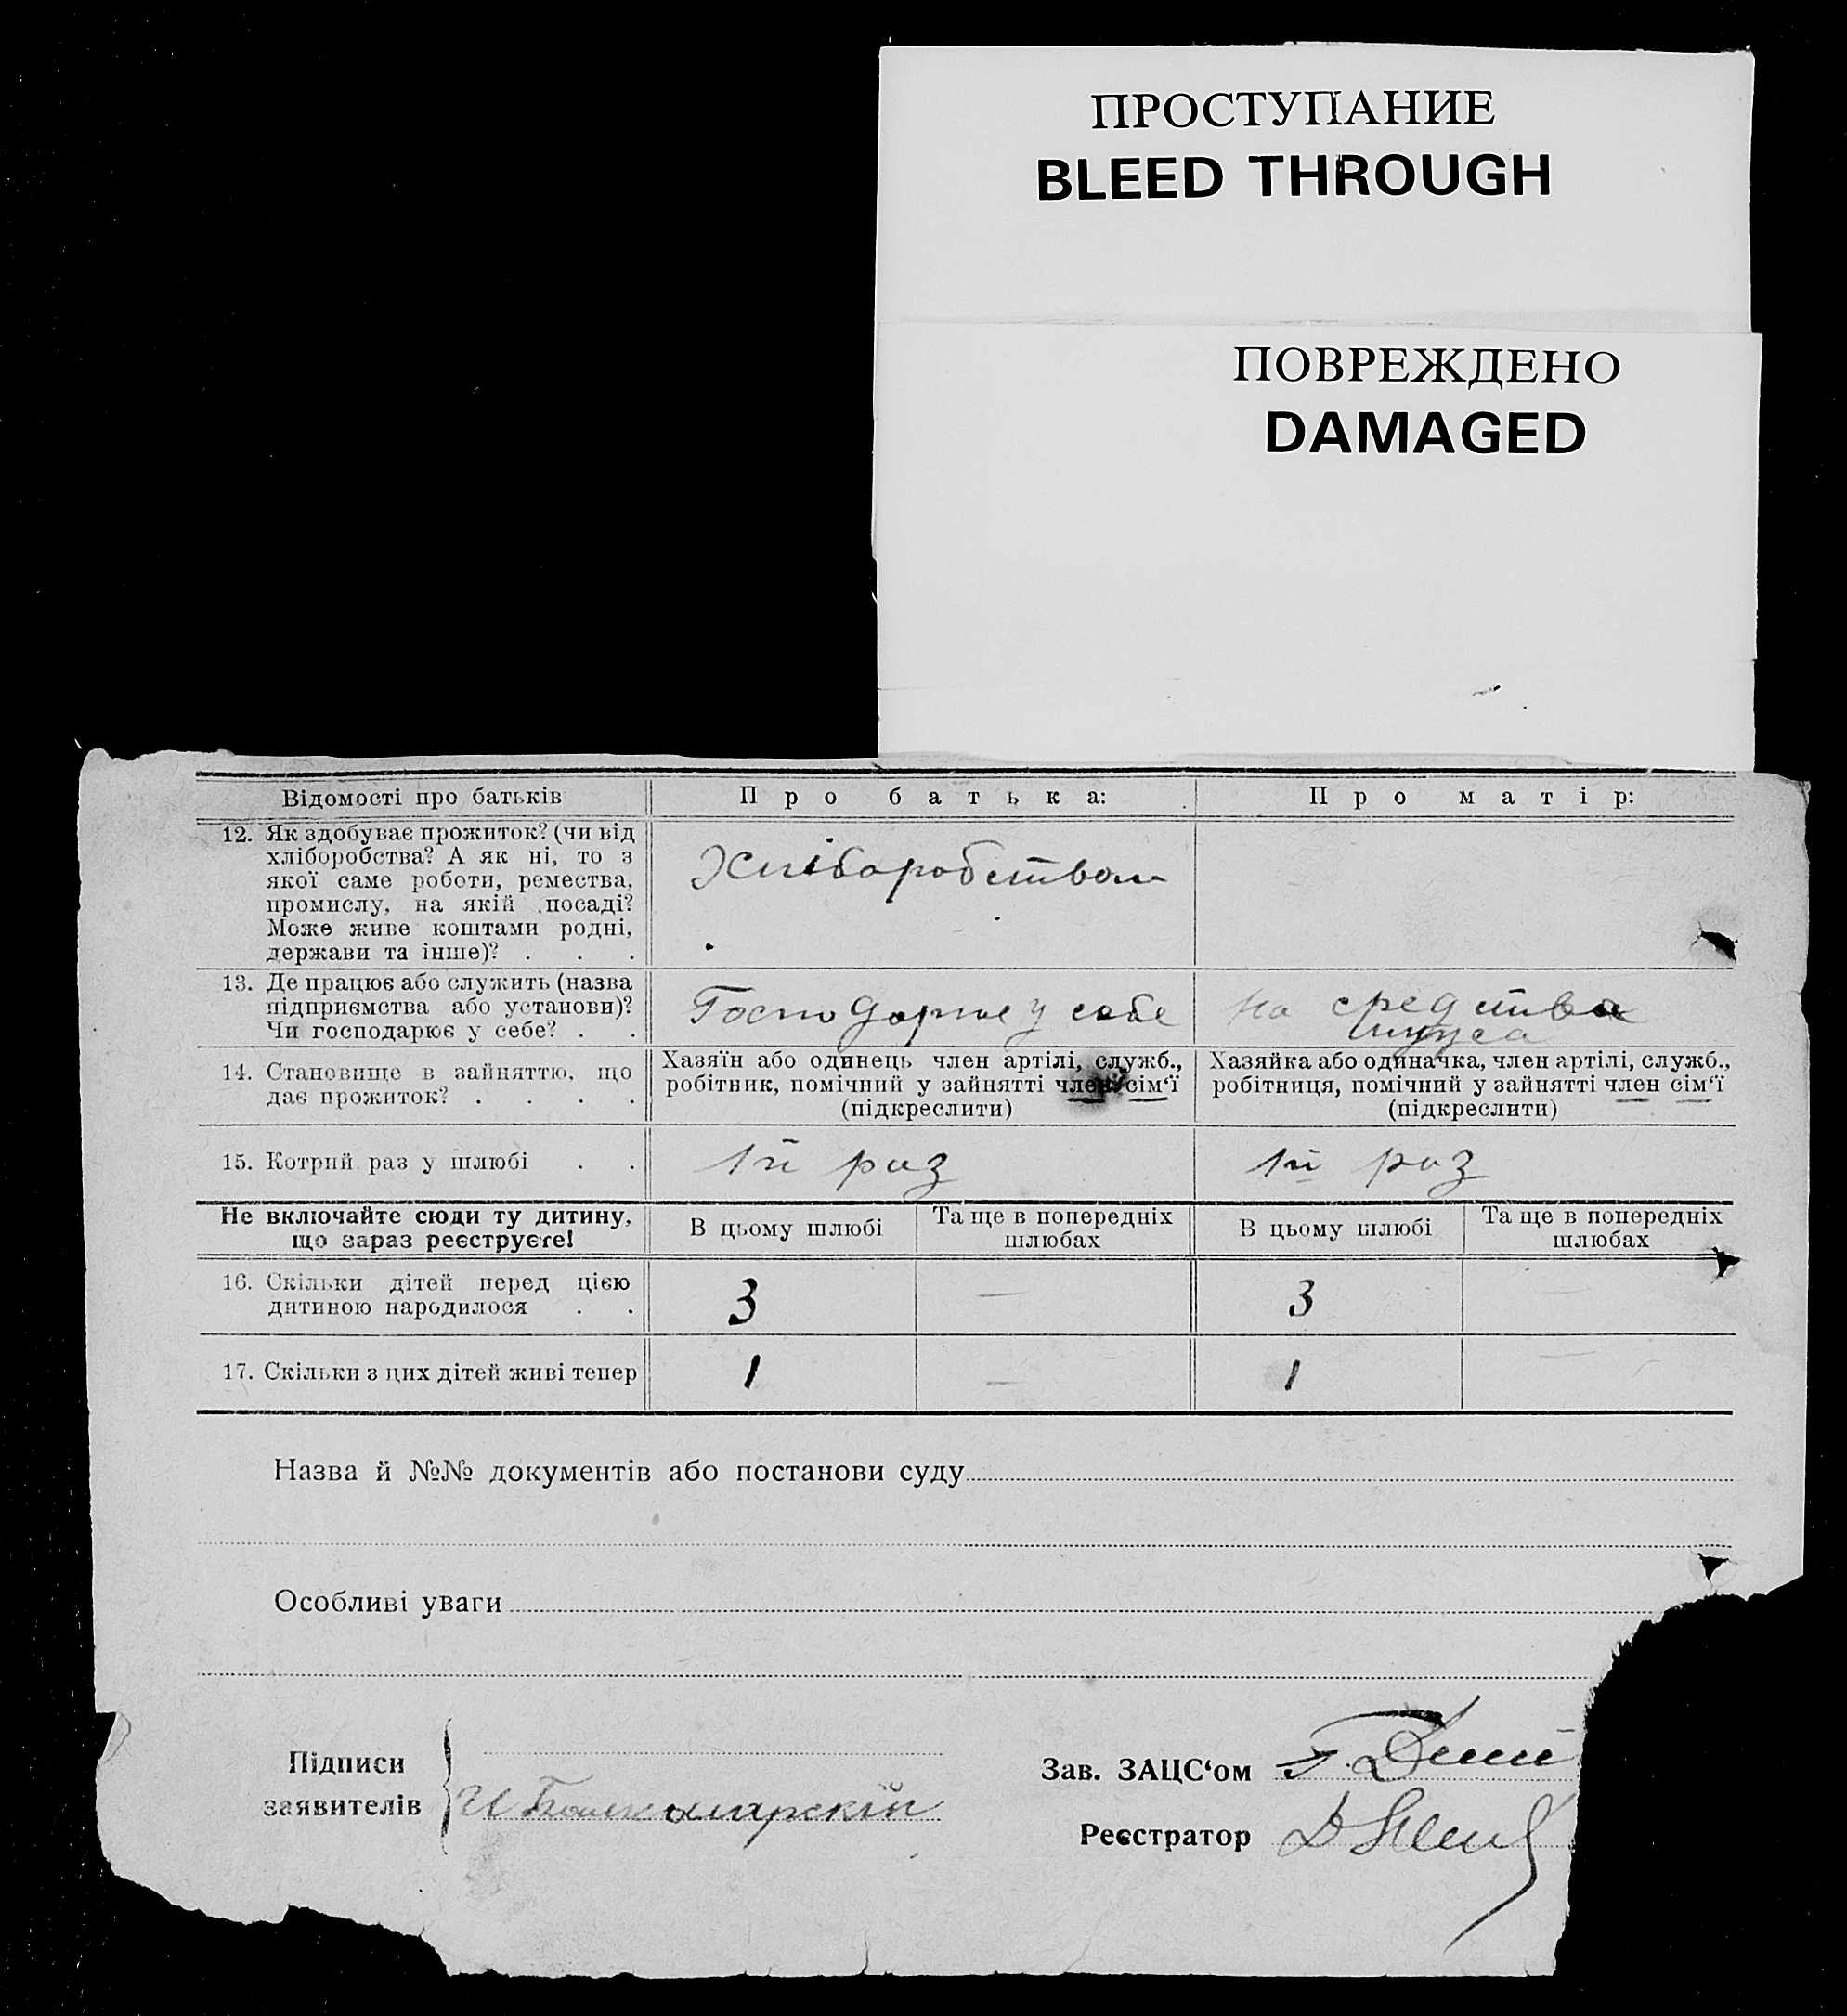 ПРОСТУПАНИЕ
BLEED THROUGH
ПОВРЕЖДЕНО
DAMAGED
Відомості про батьків
Про батька:
Про матір:
12. Як здобуває прожиток? (чи від
хліборобства? А як ні, то з
якої саме роботи, ремества,
промислу, на якій посаді?
Може живе коштами родні,
держави та інше)? . . .
Хліборобством
13. Де працює або служить (назва
підприємства або установи)?
Чи господарює у себе? . .
Господарює у себе
на средства
мужа
14. Становище в зайняттю, що
дає прожиток? . . . .
Хазяїн або одинець член артілі, служб.,
робітник, помічний у зайнятті член сім‘ї
(підкреслити)
Хазяйка або одиначка, член артілі, служб.,
робітниця, помічний у зайнятті член сім‘ї
(підкреслити)
15. Котрий раз у шлюбі . .
1й раз
1й раз
Не включайте сюди ту дитину,
що зараз реєструєте!
В цьому шлюбі
Та ще в попередніх
шлюбах
В цьому шлюбі
Та ще в попередніх
шлюбах
16. Скільки дітей перед цією
дитиною народилося . .
3
—
3
—
17. Скільки з цих дітей живі тепер
1
—
1
—
Назва й №№ документів або постанови суду
Особливі уваги
Підписи
заявителів
Зав. ЗАЦС‘ом
Реєстратор